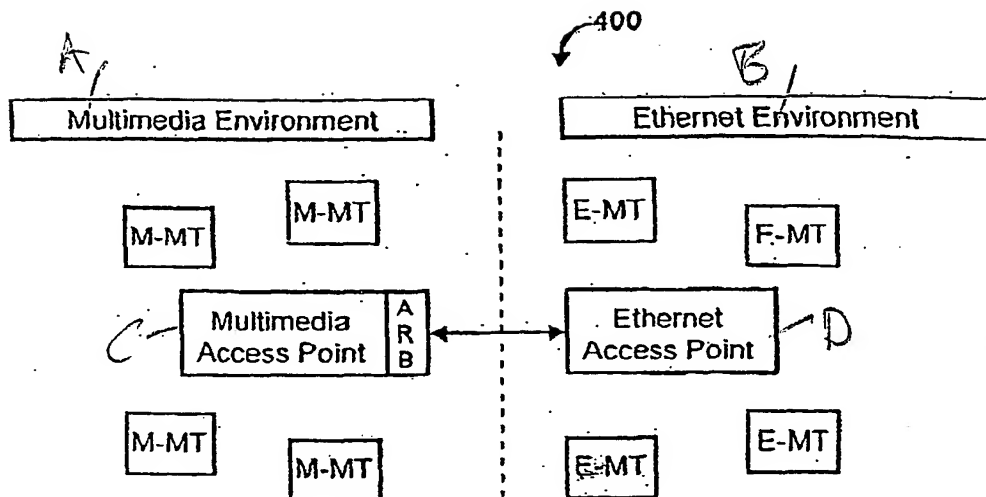 400
A
B
Multimedia Environment
Ethernet Environment
M-MT
M-MT
E-MT
F-MT
C
Multimedia
Access Point
ARB
Ethernet
Access Point
D
M-MT
M-MT
E-MT
E-MT